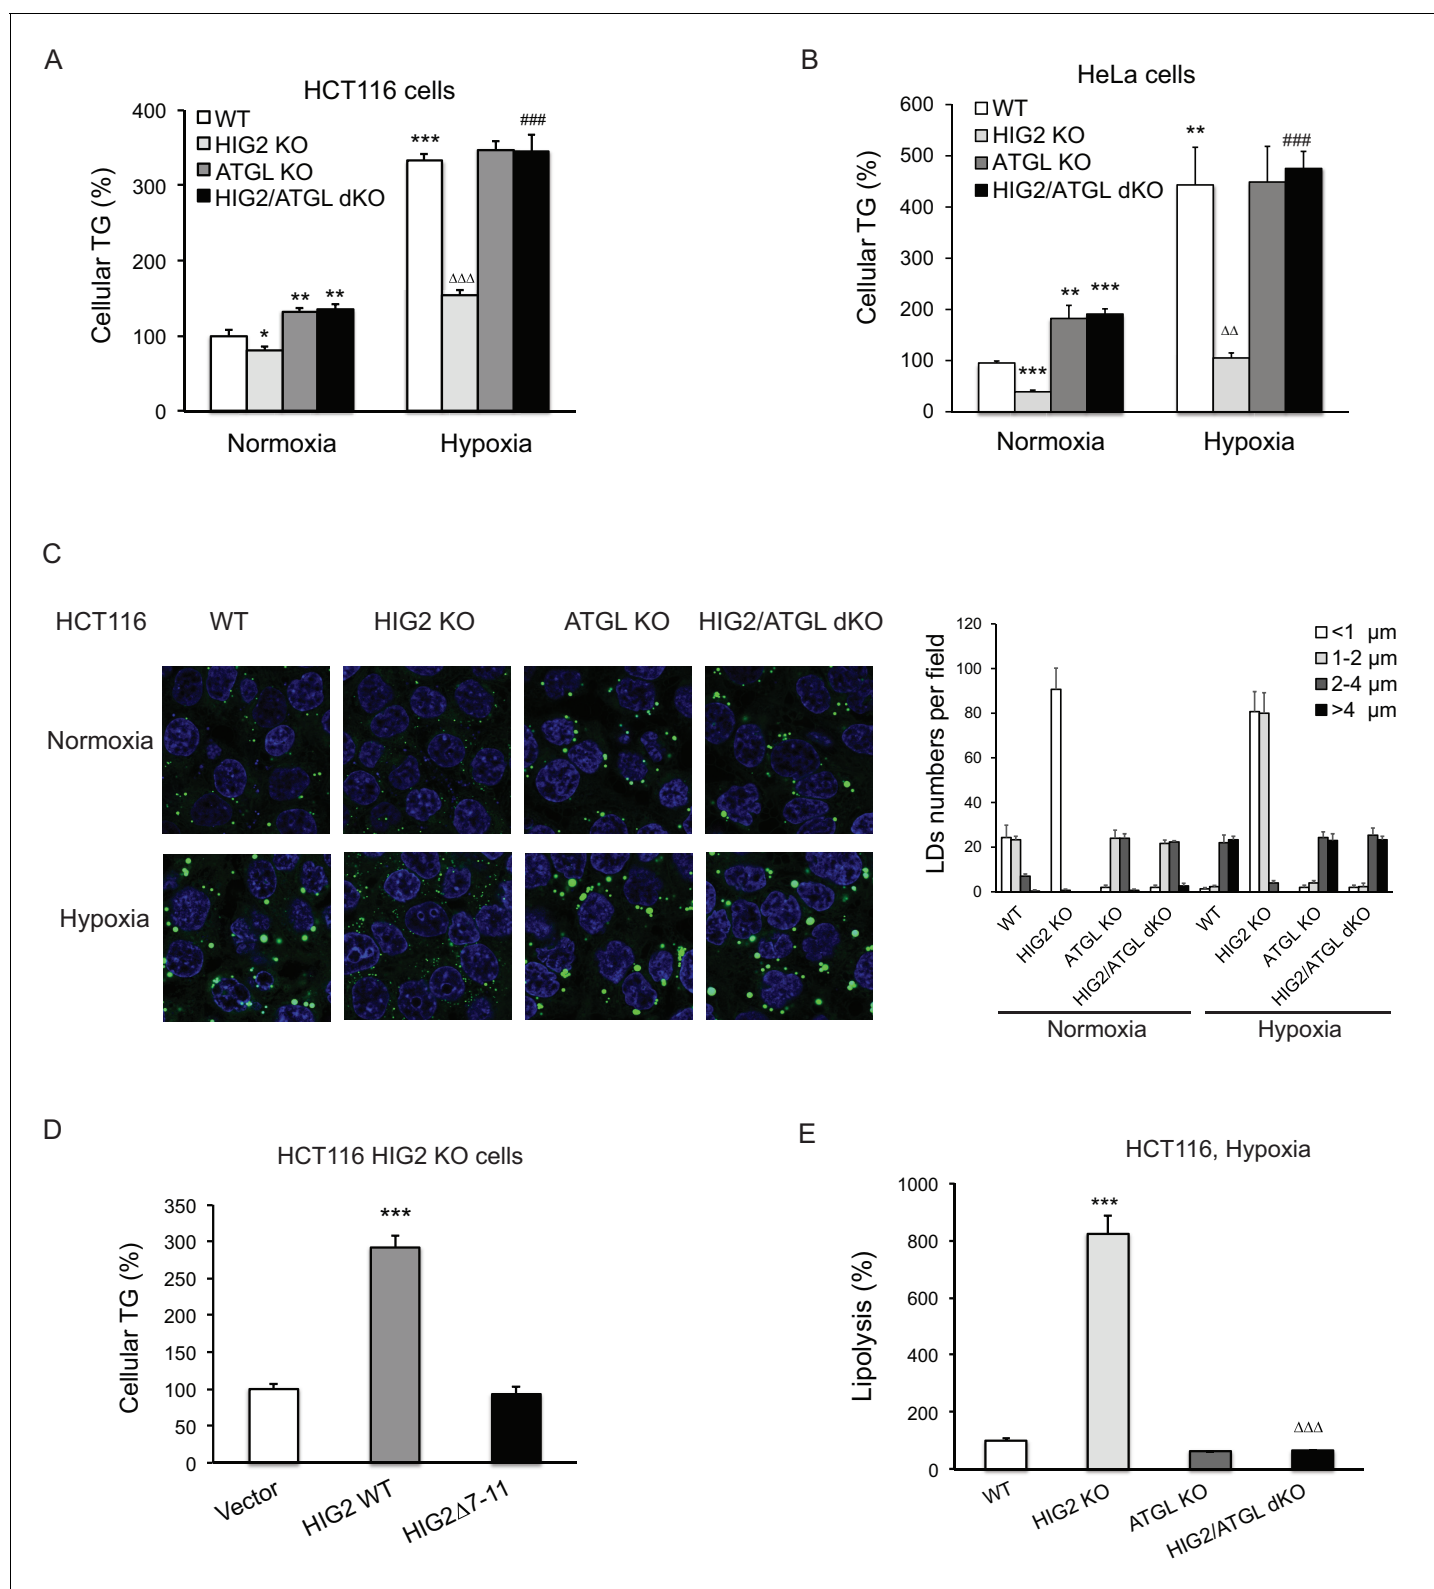 A
HCT116 cells
Cellular TG (%)
400
300
200
100
0
WT
HIG2 KO
ATGL KO
HIG2/ATGL dKO
*
**
**
***
ΔΔΔ
###
Normoxia
Hypoxia
B
HeLa cells
Cellular TG (%)
600
500
400
300
200
100
0
WT
HIG2 KO
ATGL KO
HIG2/ATGL dKO
***
**
***
**
ΔΔ
###
Normoxia
Hypoxia
C
HCT116 WT HIG2 KO ATGL KO HIG2/ATGL dKO
Normoxia
Hypoxia
LDs numbers per field
120
100
80
60
40
20
0
<1 µm
1-2 µm
2-4 µm
>4 µm
WT
HIG2 KO
ATGL KO
HIG2/ATGL dKO
WT
HIG2 KO
ATGL KO
HIG2/ATGL dKO
Normoxia
Hypoxia
D
HCT116 HIG2 KO cells
Cellular TG (%)
350
300
250
200
150
100
50
0
***
Vector
HIG2 WT
HIG2Δ7-11
E
HCT116, Hypoxia
Lipolysis (%)
1000
800
600
400
200
0
***
ΔΔΔ
WT
HIG2 KO
ATGL KO
HIG2/ATGL dKO